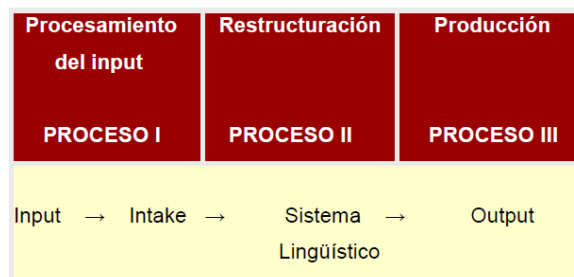 Procesamiento Restructuración Producción
del input
PROCESO I PROCESO II PROCESO III
Input → Intake → Sistema → Output
Lingüístico